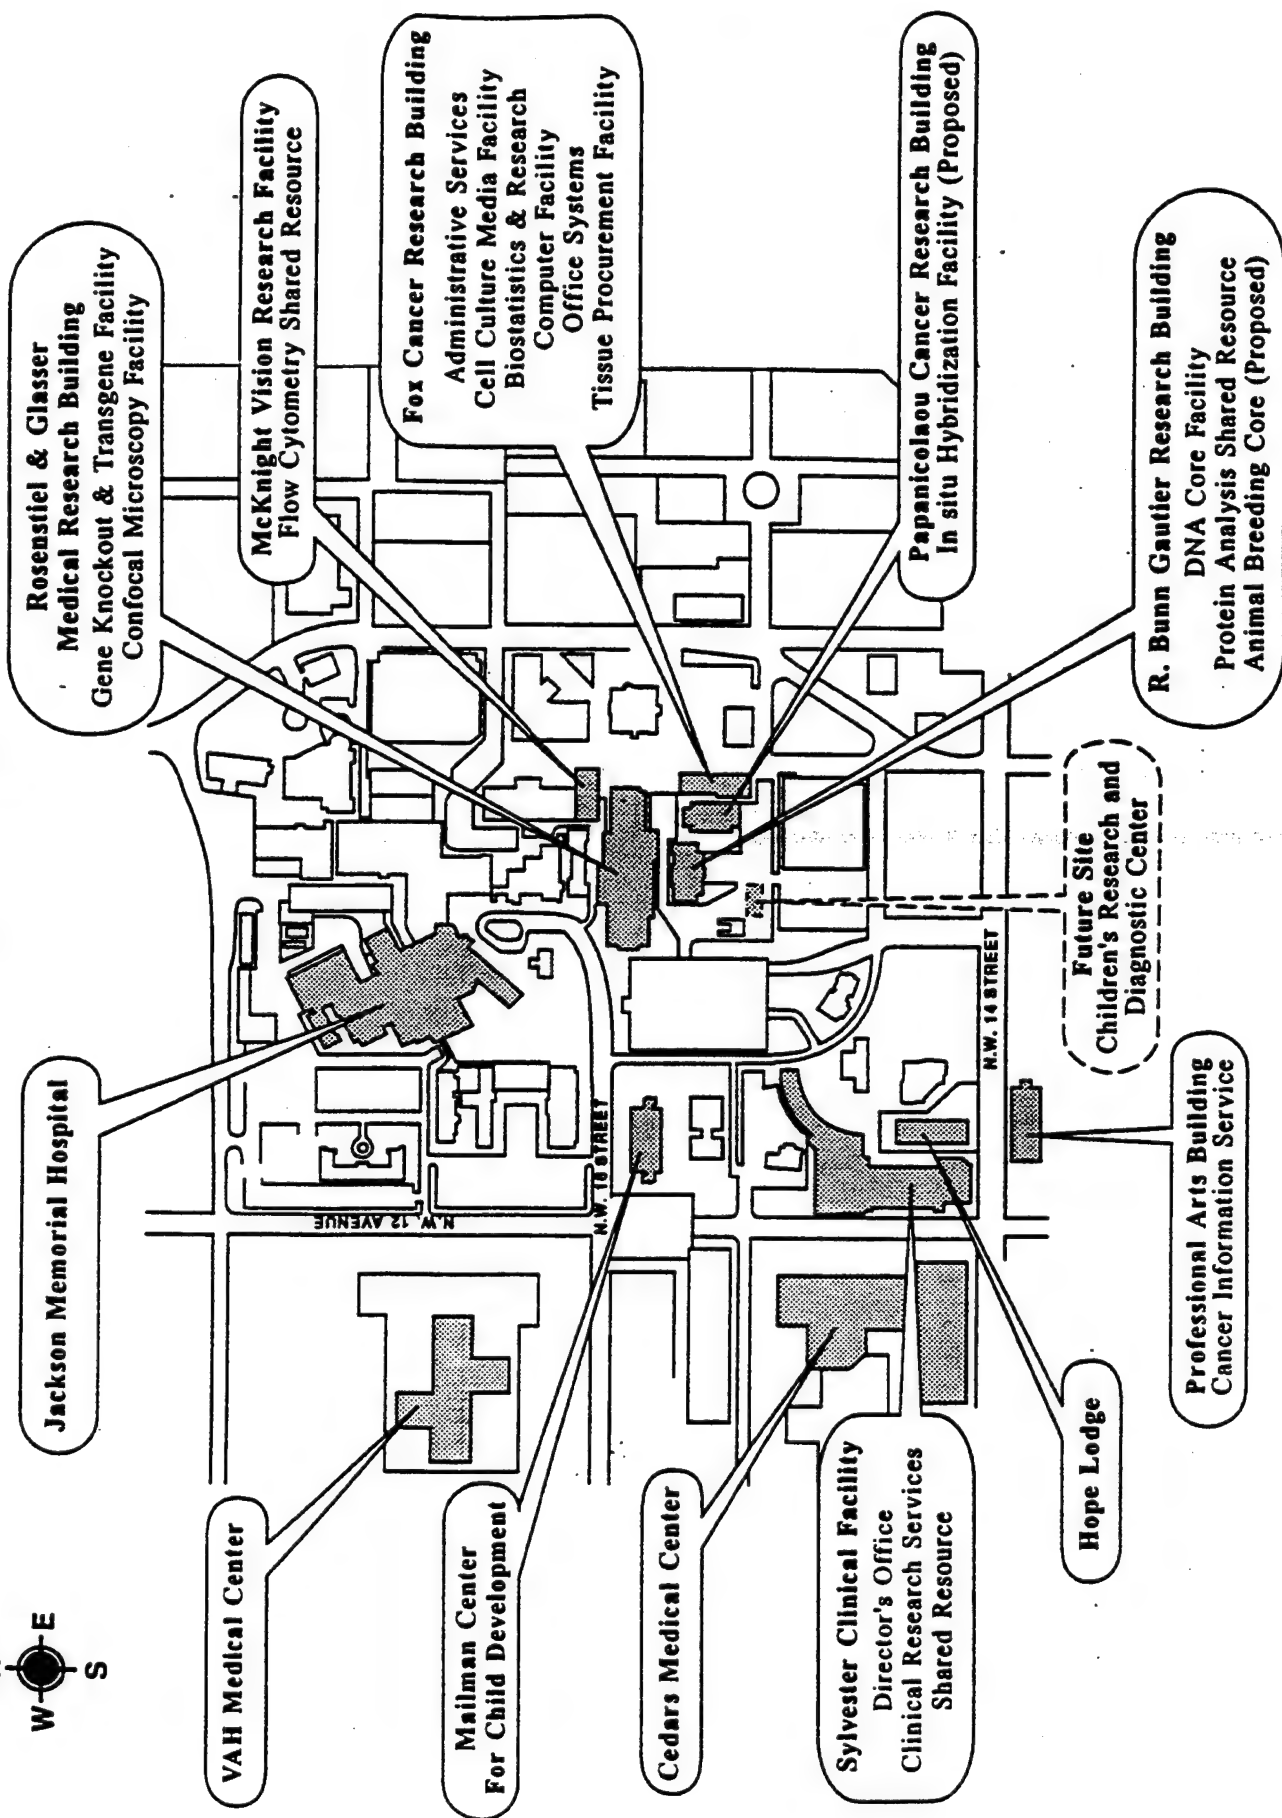 W
E
S
VAH Medical Center
Mailman Center
For Child Development
Cedars Medical Center
Sylvester Clinical Facility
Director's Office
Clinical Research Services
Shared Resource
Hope Lodge
Jackson Memorial Hospital
N.W. 12 AVENUE
N.W. 16 STREET
N.W. 14 STREET
Professional Arts Building
Cancer Information Service
Future Site
Children's Research and
Diagnostic Center
Rosenstiel & Glasser
Medical Research Building
Gene Knockout & Transgene Facility
Confocal Microscopy Facility
McKnight Vision Research Facility
Flow Cytometry Shared Resource
Fox Cancer Research Building
Administrative Services
Cell Culture Media Facility
Biostatistics & Research
Computer Facility
Office Systems
Tissue Procurement Facility
Papanicolaou Cancer Research Building
In situ Hybridization Facility (Proposed)
R. Bunn Gautier Research Building
DNA Core Facility
Protein Analysis Shared Resource
Animal Breeding Core (Proposed)